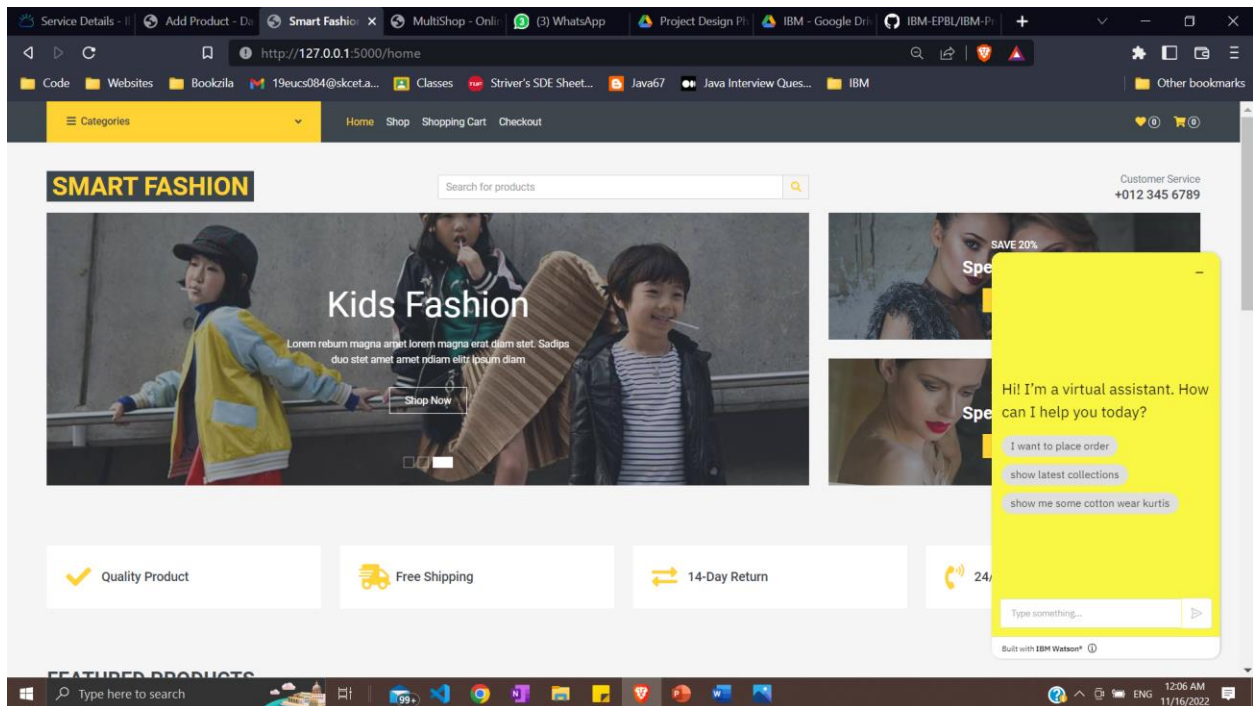 Service Details - I
Add Product - Da
Smart Fashion
MultiShop - Onlin
(3) WhatsApp
Project Design Ph
IBM - Google Driv
IBM-EPBL/IBM-Pr
http://127.0.0.1:5000/home
Code
Websites
Bookzila
19eucs084@skcet.a...
Classes
Striver's SDE Sheet...
Java67
Java Interview Ques...
IBM
Other bookmarks
Categories
Home
Shop
Shopping Cart
Checkout
0
0
SMART FASHION
Search for products
Customer Service
+012 345 6789
Kids Fashion
Lorem rebum magna amet lorem magna erat diam stet. Sadips
duo stet amet amet ndiam elitr ipsum diam
Shop Now
SAVE 20%
Spe
Spe
Hi! I'm a virtual assistant. How
can I help you today?
I want to place order
show latest collections
show me some cotton wear kurtis
Type something...
Built with IBM Watson®
Quality Product
Free Shipping
14-Day Return
24/
FEATURED PRODUCTS
Type here to search
99+
ENG
12:06 AM
11/16/2022